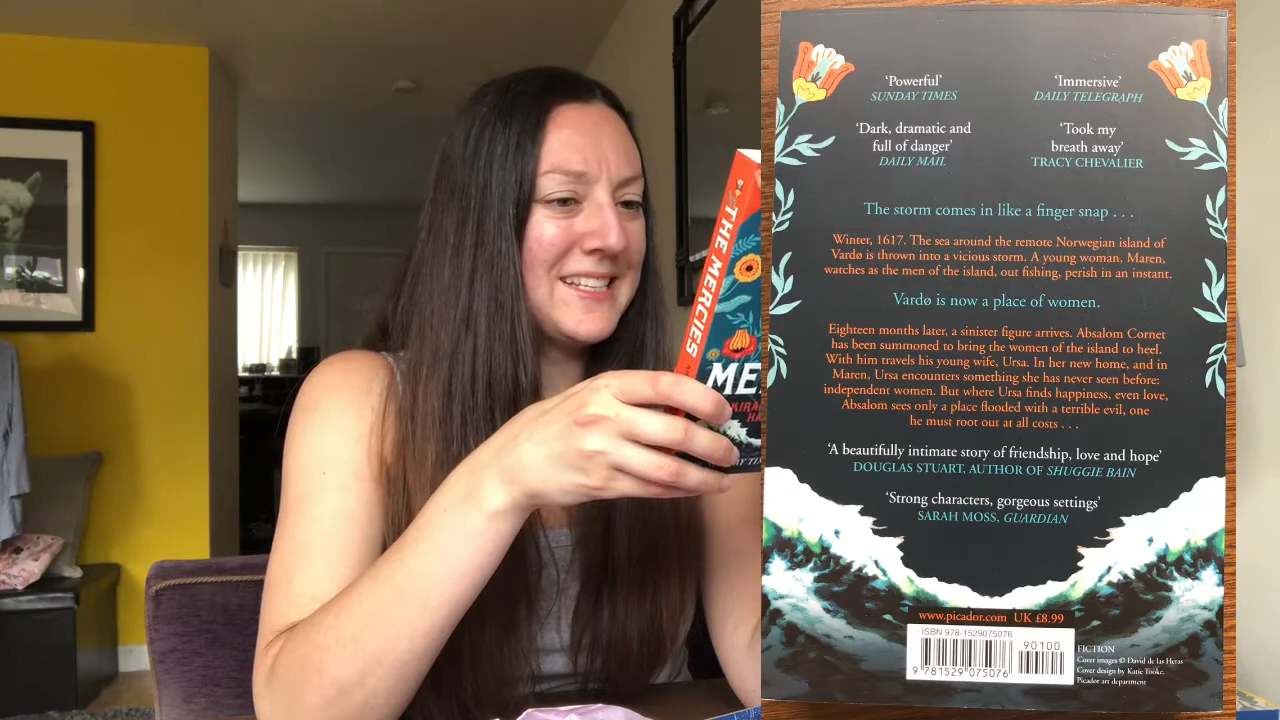 THE MERCIES
ME
KIRA
HA
'Powerful'
SUNDAY TIMES
'Immersive'
DAILY TELEGRAPH
'Dark, dramatic and
full of danger'
DAILY MAIL
'Took my
breath away'
TRACY CHEVALIER
The storm comes in like a finger snap . . .
Winter, 1617. The sea around the remote Norwegian island of
Vardø is thrown into a vicious storm. A young woman, Maren,
watches as the men of the island, out fishing, perish in an instant.
Vardø is now a place of women.
Eighteen months later, a sinister figure arrives. Absalom Cornet
has been summoned to bring the women of the island to heel.
With him travels his young wife, Ursa. In her new home, and in
Maren, Ursa encounters something she has never seen before:
independent women. But where Ursa finds happiness, even love,
Absalom sees only a place flooded with a terrible evil, one
he must root out at all costs . . .
'A beautifully intimate story of friendship, love and hope'
DOUGLAS STUART, AUTHOR OF SHUGGIE BAIN
'Strong characters, gorgeous settings'
SARAH MOSS, GUARDIAN
www.picador.com UK £8.99
ISBN 978-1529075076
90100
9 781529 075076
FICTION
Cover images © David de las Heras
Cover design by Katie Tooke,
Picador art department